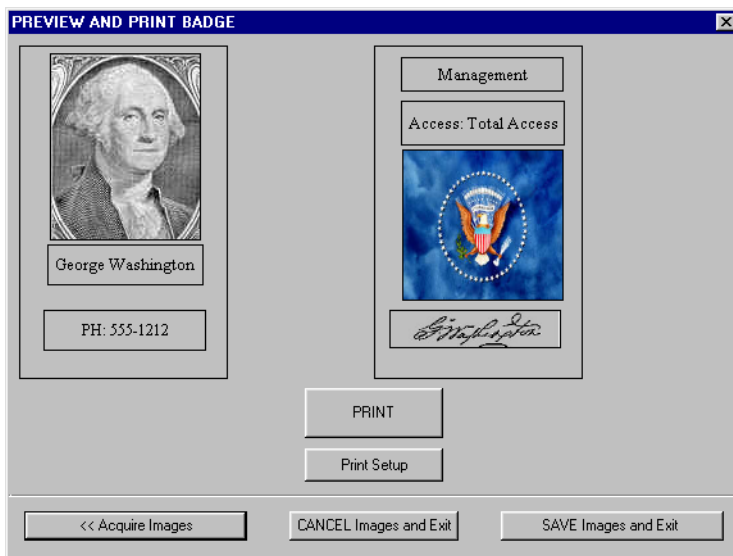 PREVIEW AND PRINT BADGE
George Washington
PH: 555-1212
Management
Access: Total Access
G Washington
PRINT
Print Setup
<< Acquire Images
CANCEL Images and Exit
SAVE Images and Exit